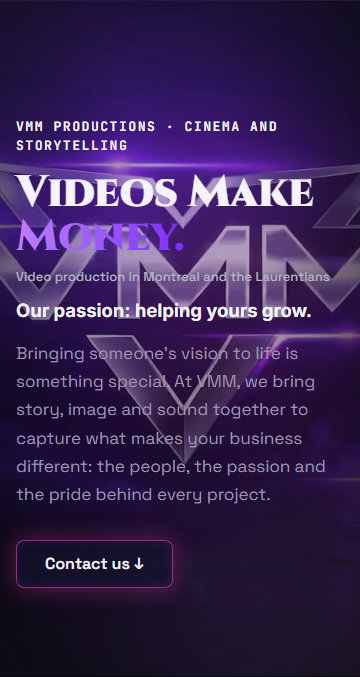 VMM PRODUCTIONS · CINEMA AND
STORYTELLING
VIDEOS MAKE
MONEY.
Video production in Montreal and the Laurentians
Our passion: helping yours grow.
Bringing someone's vision to life is
something special. At VMM, we bring
story, image and sound together to
capture what makes your business
different: the people, the passion and
the pride behind every project.
Contact us ↓
VMM